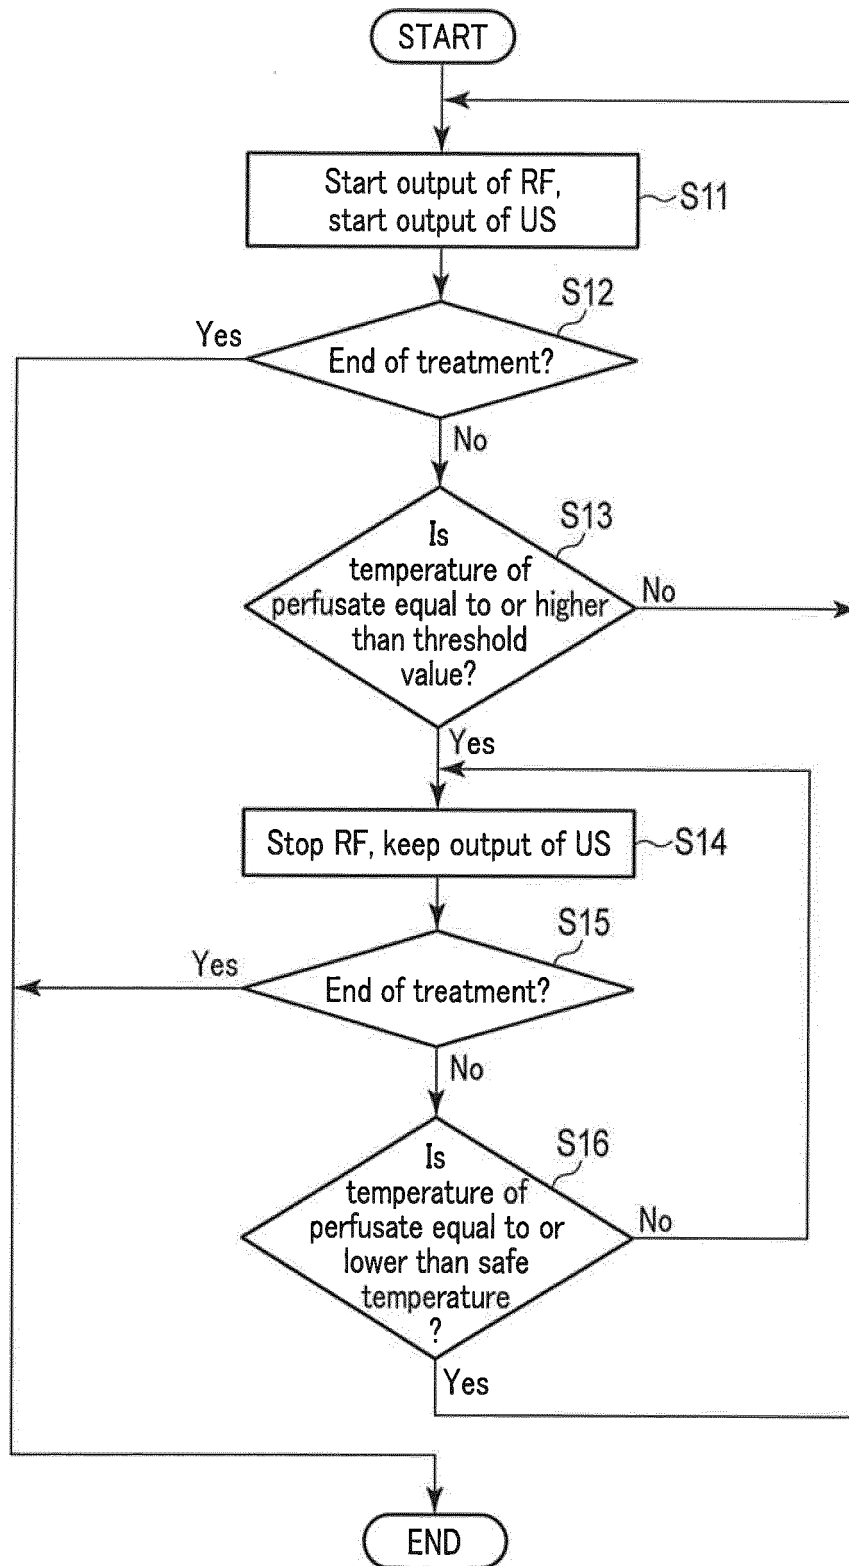 START
Start output of RF,
start output of US
S11
S12
Yes
End of treatment?
No
S13
Is
temperature of
perfusate equal to or higher
than threshold
value?
No
Yes
Stop RF, keep output of US
S14
S15
Yes
End of treatment?
No
S16
Is
temperature of
perfusate equal to or
lower than safe
temperature
?
No
Yes
END